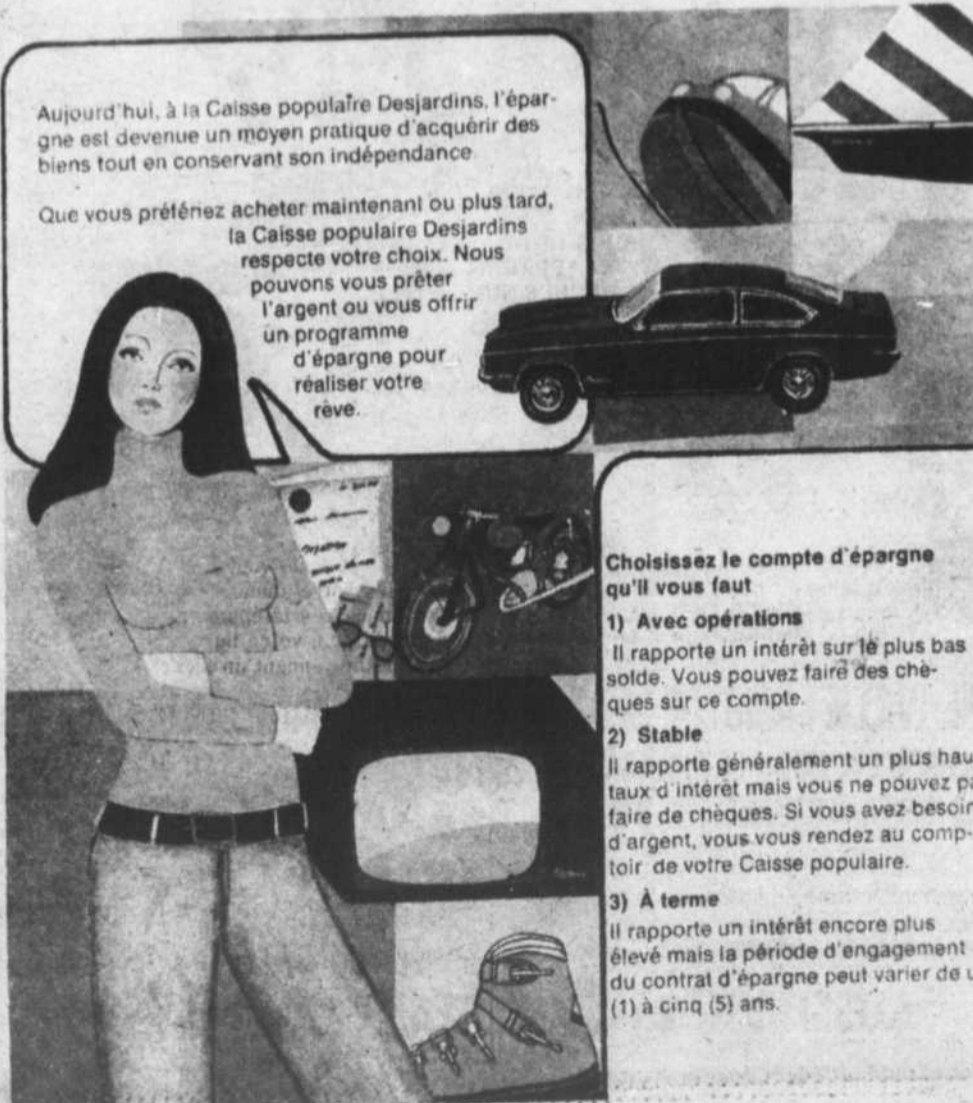 Aujourd'hui, à la Caisse populaire Desjardins, l'épar-
gne est devenue un moyen pratique d'acquérir des
biens tout en conservant son indépendance.
Que vous préfériez acheter maintenant ou plus tard,
la Caisse populaire Desjardins
respecte votre choix. Nous
pouvons vous prêter
l'argent ou vous offrir
un programme
d'épargne pour
réaliser votre
rêve.
Choisissez le compte d'épargne
qu'il vous faut
1) Avec opérations
Il rapporte un intérêt sur le plus bas
solde. Vous pouvez faire des chè-
ques sur ce compte.
2) Stable
Il rapporte généralement un plus hau
taux d'intérêt mais vous ne pouvez pa
faire de chèques. Si vous avez besoin
d'argent, vous vous rendez au comp-
toir de votre Caisse populaire.
3) À terme
Il rapporte un intérêt encore plus
élevé mais la période d'engagement
du contrat d'épargne peut varier de u
(1) à cinq (5) ans.